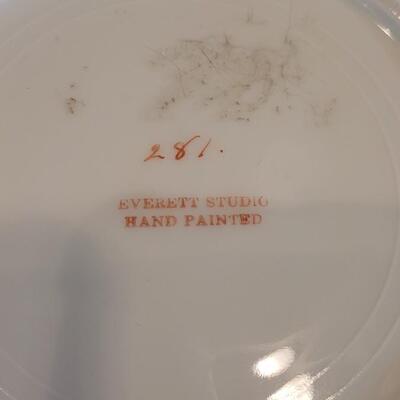 281.
EVERETT STUDIO
HAND PAINTED